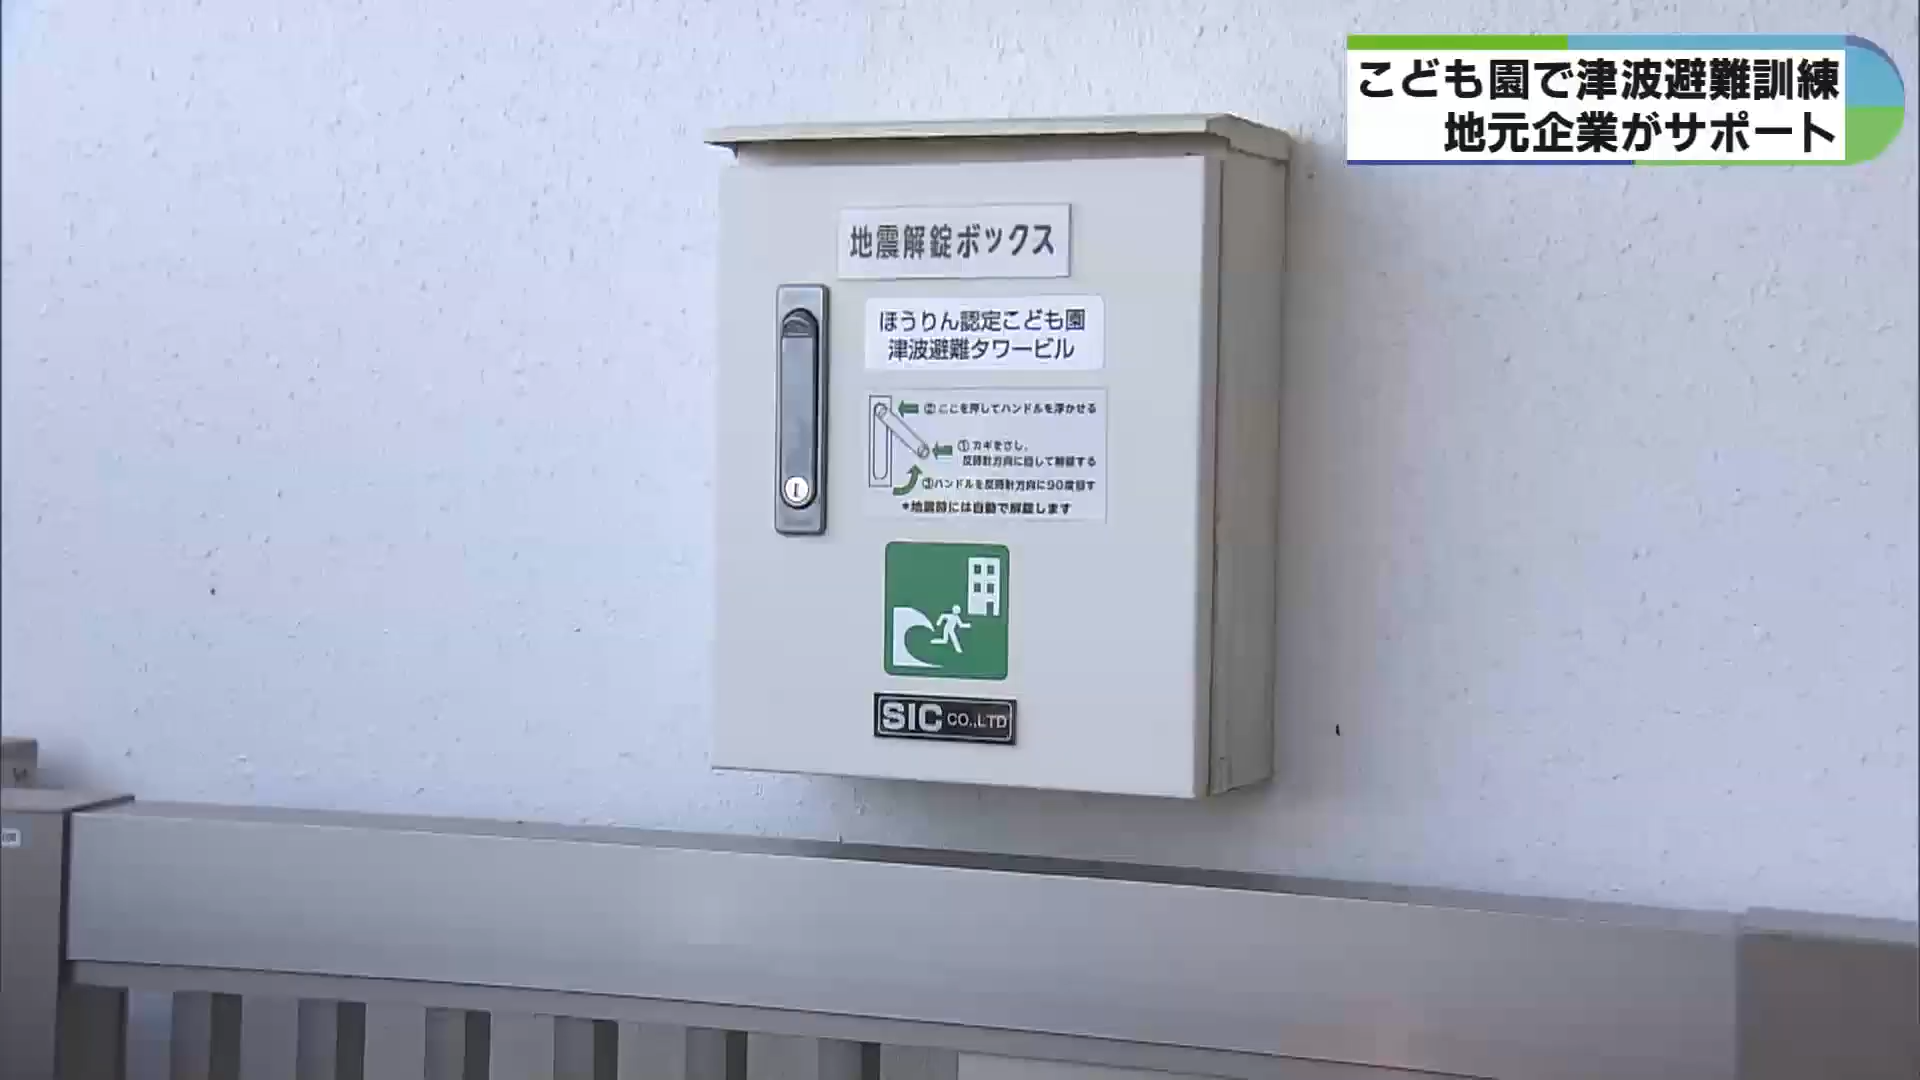 こども園で津波避難訓練
地元企業がサポート
地震解錠ボックス
ほうりん認定こども園
津波避難タワービル
②ここを押してハンドルを浮かせる
①カギをさし、
反時計方向に回して解錠する
③ハンドルを反時計方向に90度回す
*地震時には自動で解錠します
SIC CO.,LTD